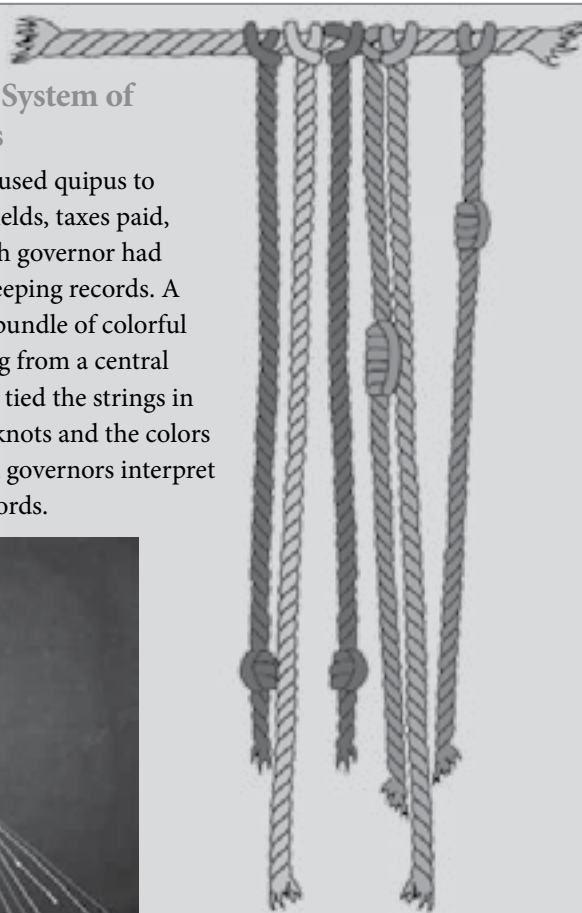 System of
s
used quipus to
ields, taxes paid,
h governor had
eeping records. A
bundle of colorful
g from a central
tied the strings in
knots and the colors
governors interpret
ords.